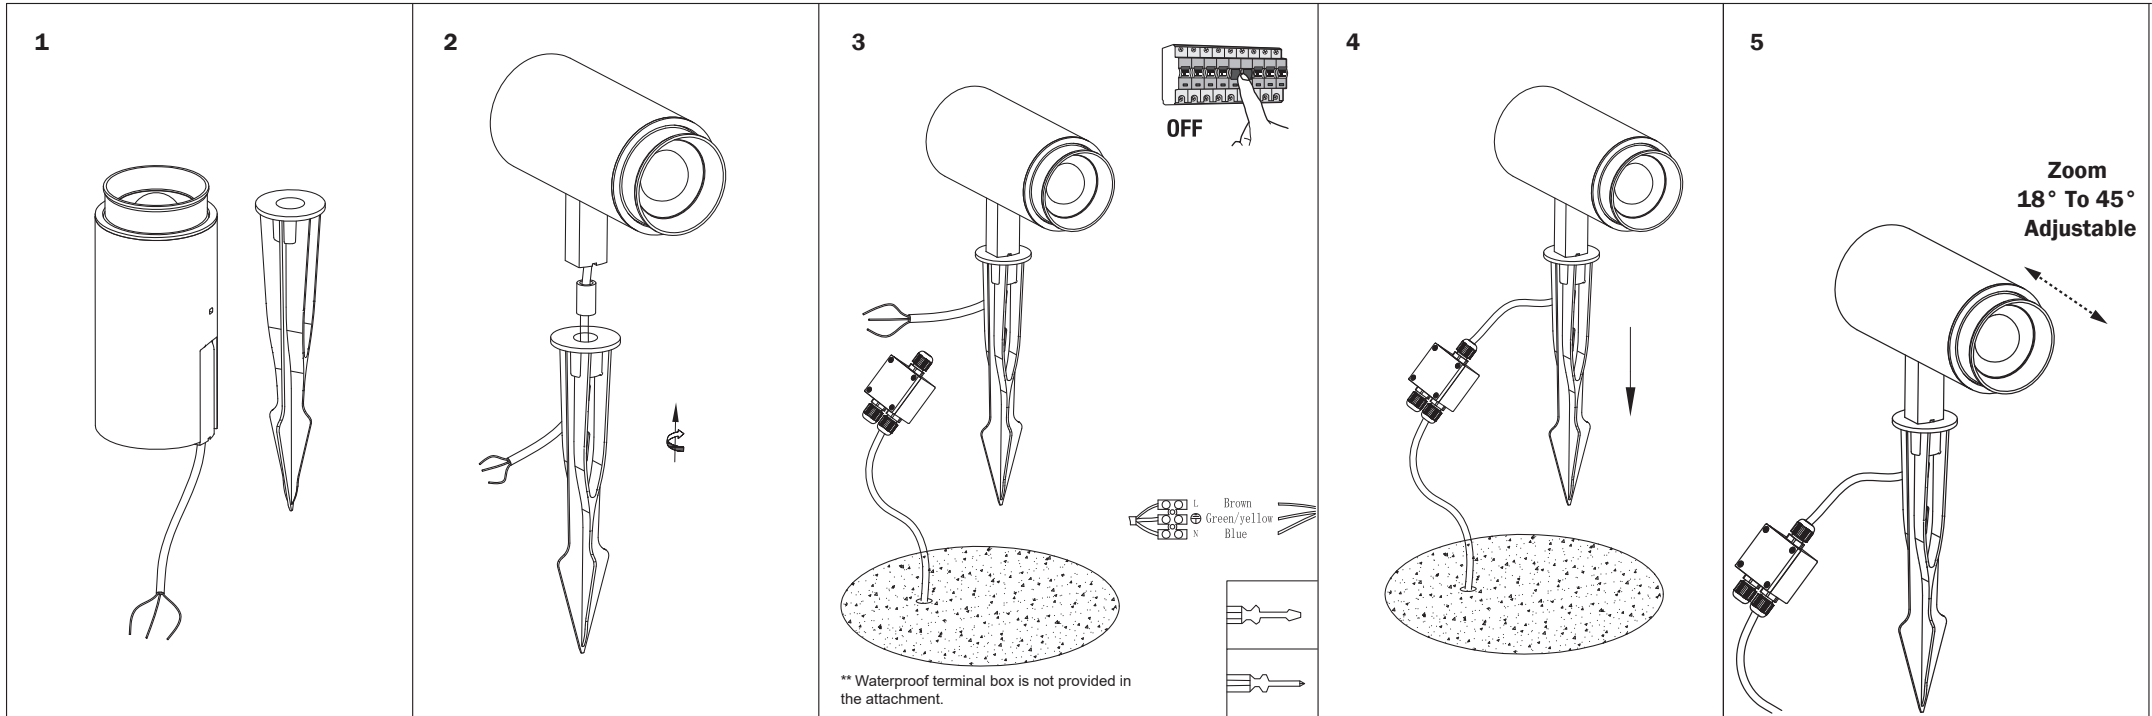 1
2
3
OFF
L Brown
Green/yellow
N Blue
** Waterproof terminal box is not provided in
the attachment.
4
5
Zoom
18° To 45°
Adjustable